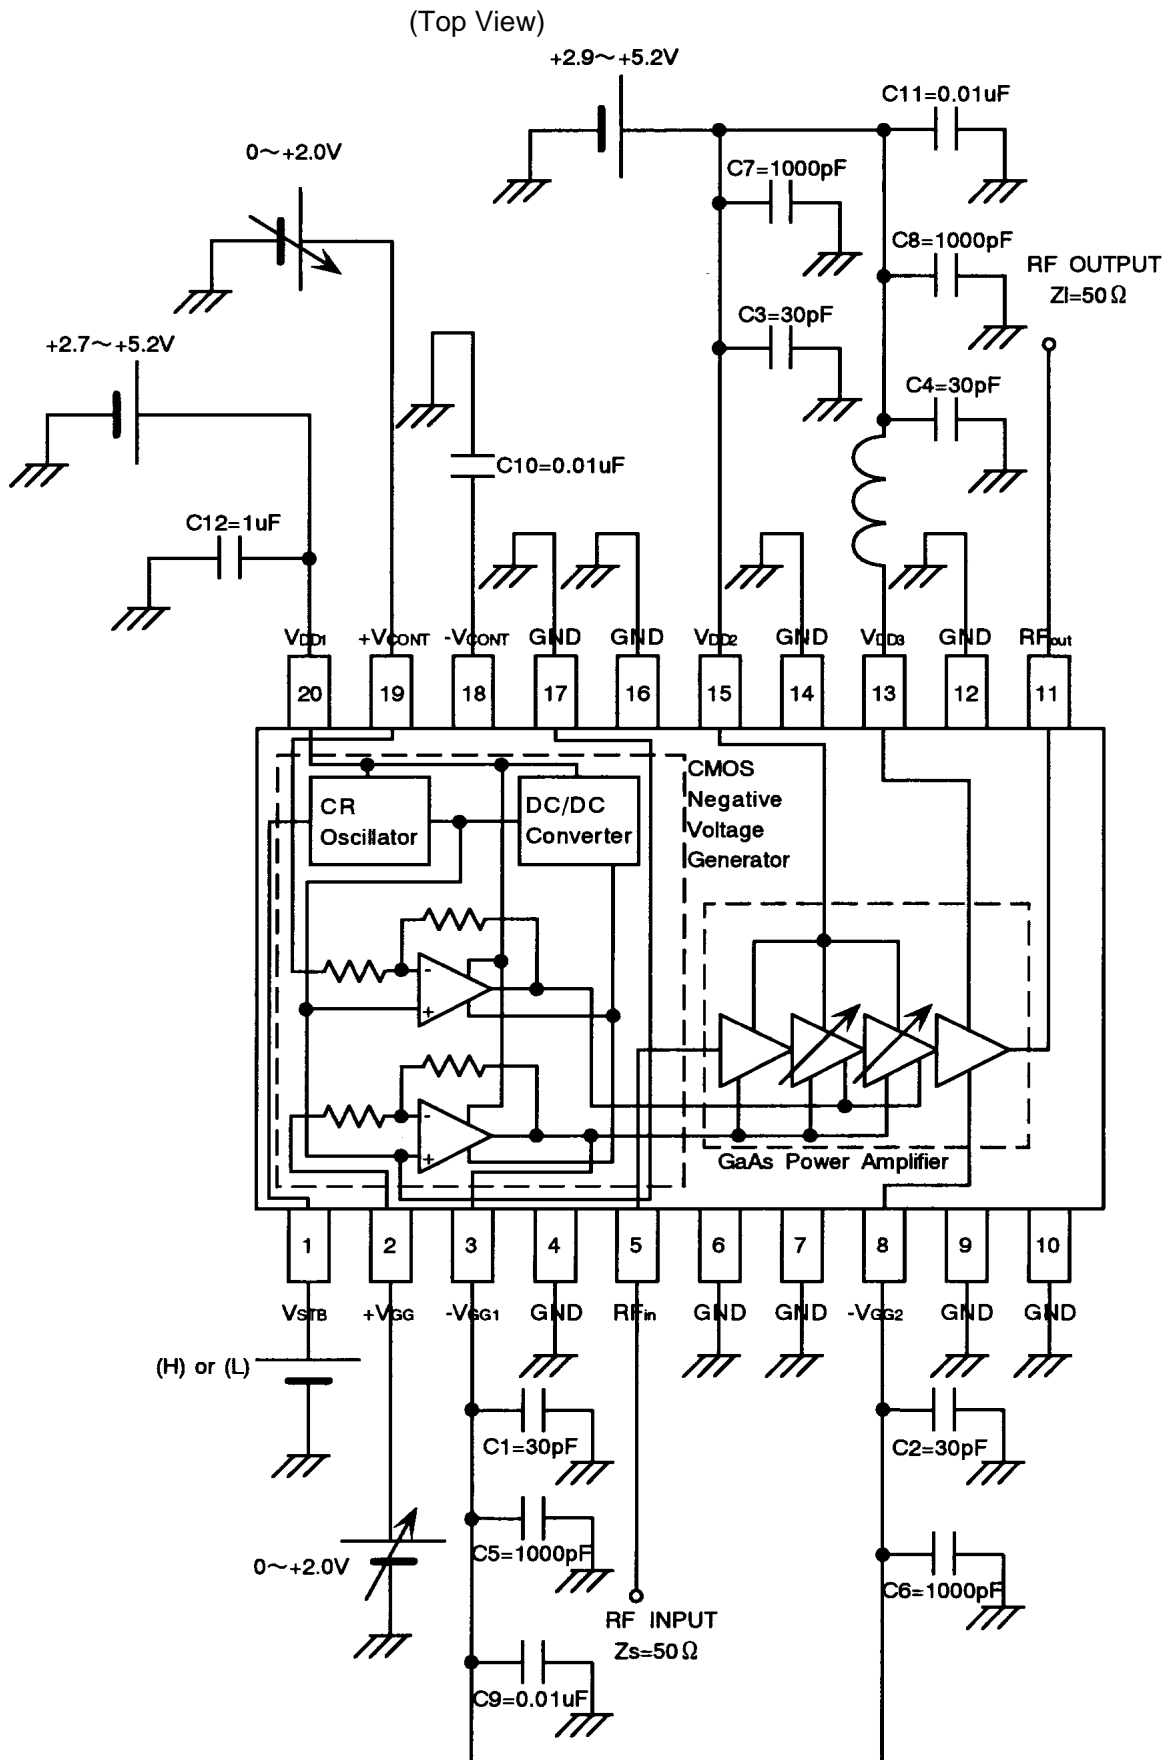 (Top View)
+2.9～+5.2V
C11=0.01uF
0～+2.0V
C7=1000pF
C8=1000pF
RF OUTPUT
Zl=50Ω
C3=30pF
+2.7～+5.2V
C4=30pF
C10=0.01uF
C12=1uF
VDD1 +VCONT -VCONT GND GND VDD2 GND VDD3 GND RFout
20 19 18 17 16 15 14 13 12 11
CMOS
Negative
Voltage
Generator
CR
Oscillator
DC/DC
Converter
-
+
-
+
GaAs Power Amplifier
1 2 3 4 5 6 7 8 9 10
VSTB +VGG -VGG1 GND RFin GND GND -VGG2 GND GND
(H) or (L)
C1=30pF
C2=30pF
C5=1000pF
0～+2.0V
C6=1000pF
RF INPUT
Zs=50Ω
C9=0.01uF